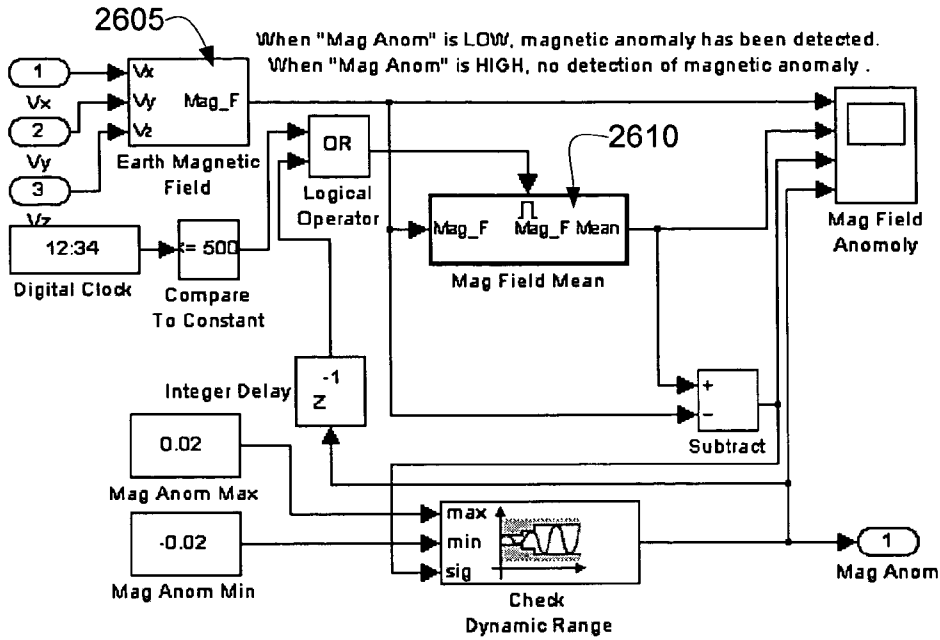 2605
When "Mag Anom" is LOW, magnetic anomaly has been detected.
When "Mag Anom" is HIGH, no detection of magnetic anomaly .
1
Vx
2
Vy
3
Vz
Vx
Vy
Vz
Mag_F
Earth Magnetic
Field
OR
Logical
Operator
2610
Mag_F
Mag_F Mean
Mag Field Mean
Mag Field
Anomoly
12:34
Digital Clock
<= 500
Compare
To Constant
-1
Z
Integer Delay
+
−
Subtract
0.02
Mag Anom Max
-0.02
Mag Anom Min
max
min
sig
Check
Dynamic Range
1
Mag Anom